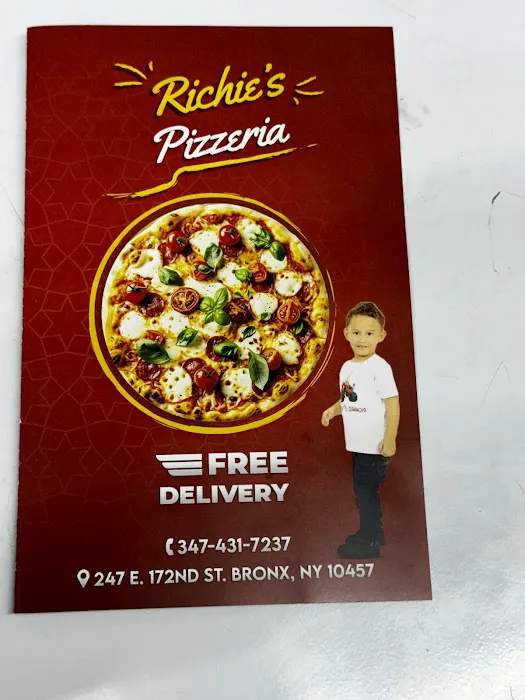 Richie's
Pizzeria
FREE
DELIVERY
347-431-7237
247 E. 172ND ST. BRONX, NY 10457